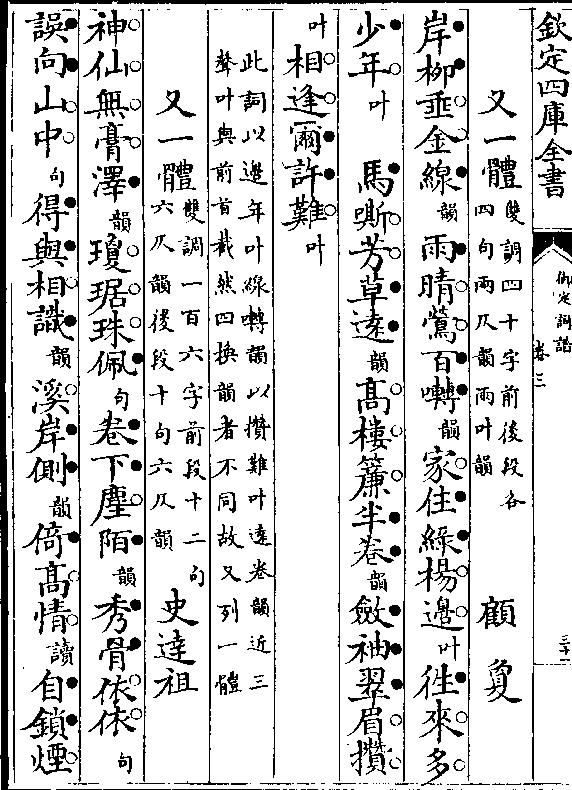 欽定四庫全書
御定詞譜
卷三
三十一
又一體 雙調四十字前後段各四句兩仄韻兩叶韻 顧夐
岸柳垂金線韻雨晴鶯百囀韻家住綠楊邊叶徃來多
少年叶 馬嘶芳草遠韻高樓簾半卷韻斂袖翠眉攢
叶相逢爾許難叶
此詞以邊年叶線囀韻以攢難叶遠卷韻近三
聲叶與前首截然四換韻者不同故又列一體
又一體 雙調一百六字前段十二句六仄韻後段十句六仄韻 史達祖
神仙無膏澤韻瓊琚珠佩句卷下塵陌韻秀骨依依句
誤向山中句得與相識韻溪岸側韻倚高情讀自鎖煙